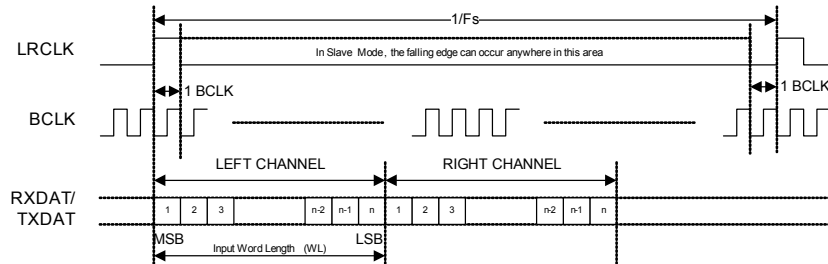 1/Fs
LRCLK
In Slave Mode, the falling edge can occur anywhere in this area
1 BCLK
1 BCLK
BCLK
LEFT CHANNEL
RIGHT CHANNEL
RXDAT/
TXDAT
1 2 3 n-2 n-1 n 1 2 3 n-2 n-1 n
MSB
LSB
Input Word Length (WL)